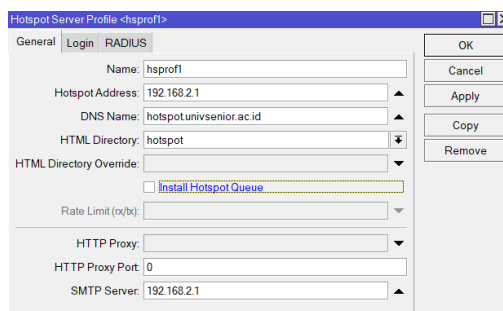 Hotspot Server Profile <hsprof1>
General Login RADIUS
OK
Name: hsprof1
Cancel
Hotspot Address: 192.168.2.1
Apply
DNS Name: hotspot.univsenior.ac.id
Copy
HTML Directory: hotspot
Remove
HTML Directory Override:
Install Hotspot Queue
Rate Limit (rx/tx):
HTTP Proxy:
HTTP Proxy Port: 0
SMTP Server: 192.168.2.1